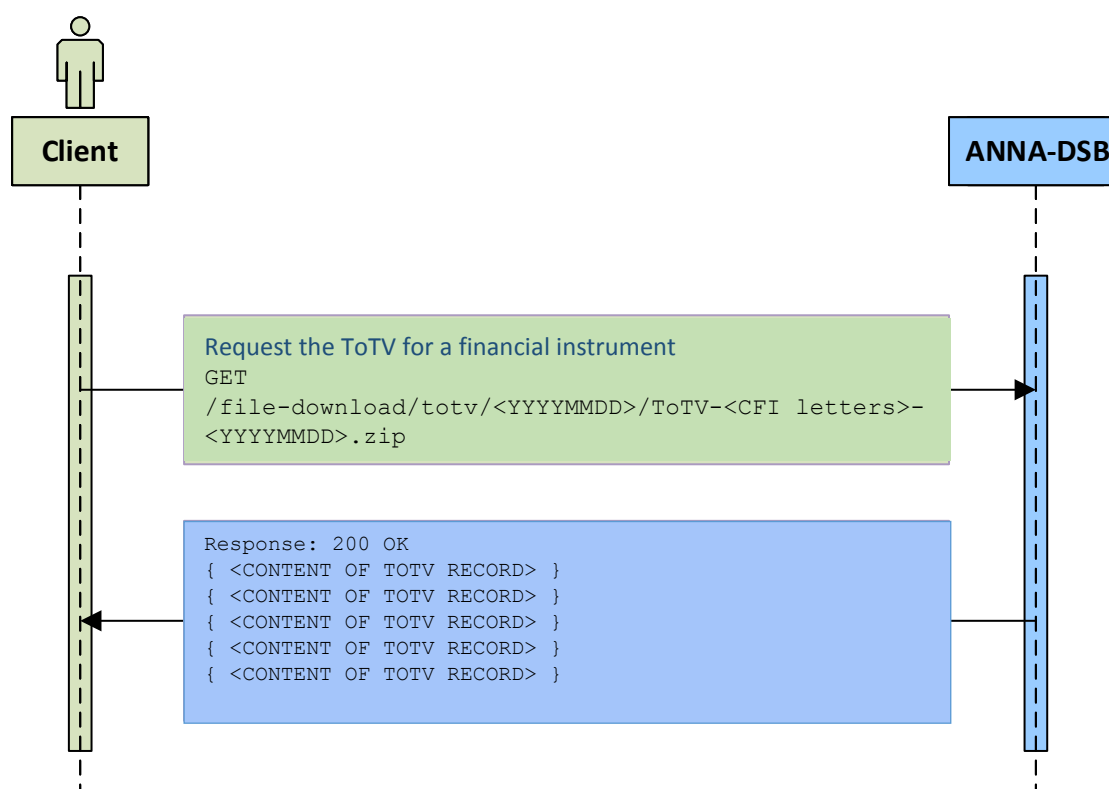 Client
ANNA-DSB
Request the ToTV for a financial instrument
GET
/file-download/totv/<YYYYMMDD>/ToTV-<CFI letters>-
<YYYYMMDD>.zip
Response: 200 OK
{ <CONTENT OF TOTV RECORD> }
{ <CONTENT OF TOTV RECORD> }
{ <CONTENT OF TOTV RECORD> }
{ <CONTENT OF TOTV RECORD> }
{ <CONTENT OF TOTV RECORD> }